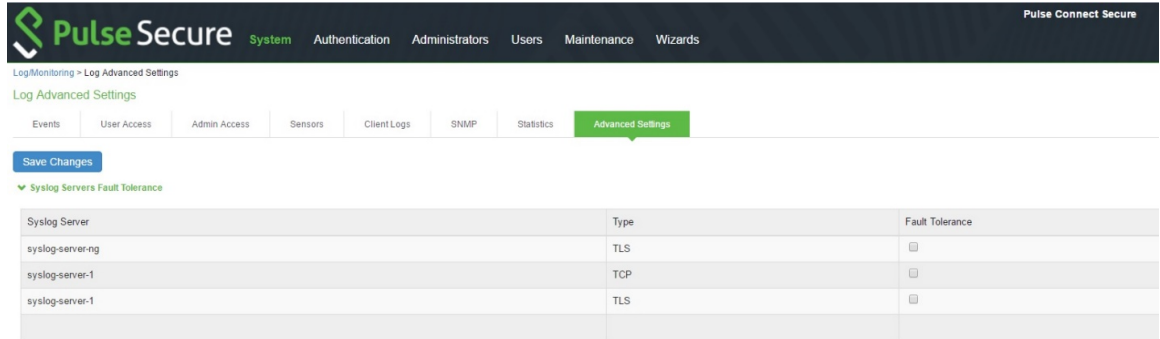 Pulse Connect Secure
Pulse Secure System Authentication Administrators Users Maintenance Wizards
Log/Monitoring > Log Advanced Settings
Log Advanced Settings
Events User Access Admin Access Sensors Client Logs SNMP Statistics Advanced Settings
Save Changes
Syslog Servers Fault Tolerance
Syslog Server Type Fault Tolerance
syslog-server-ng TLS
syslog-server-1 TCP
syslog-server-1 TLS